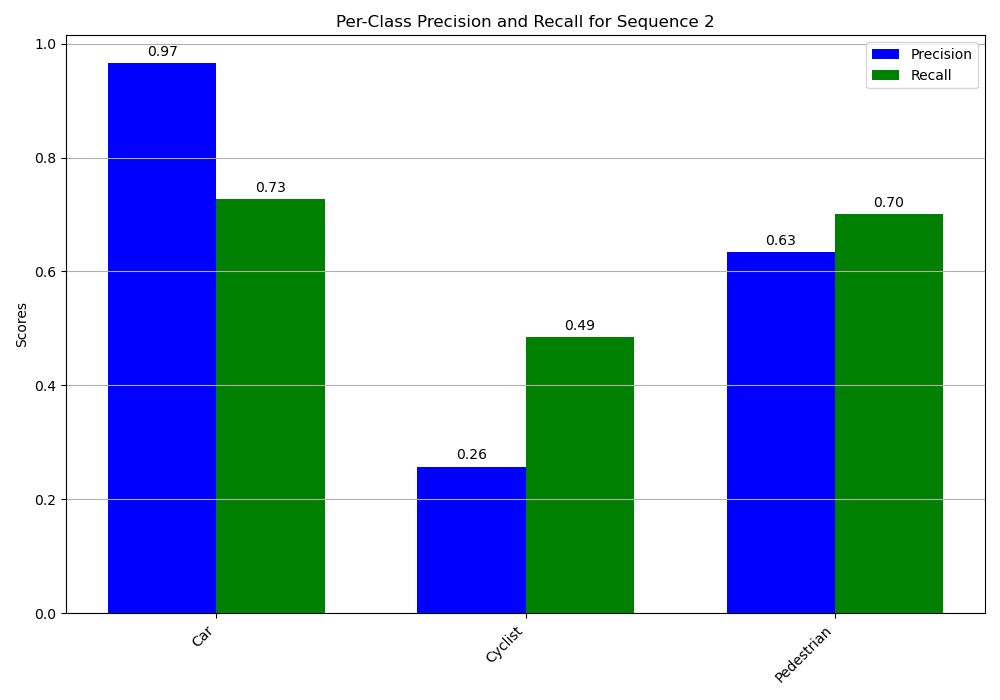 Per-Class Precision and Recall for Sequence 2
Precision
Recall
Scores
1.0
0.8
0.6
0.4
0.2
0.0
0.97
0.73
0.26
0.49
0.63
0.70
Car
Cyclist
Pedestrian